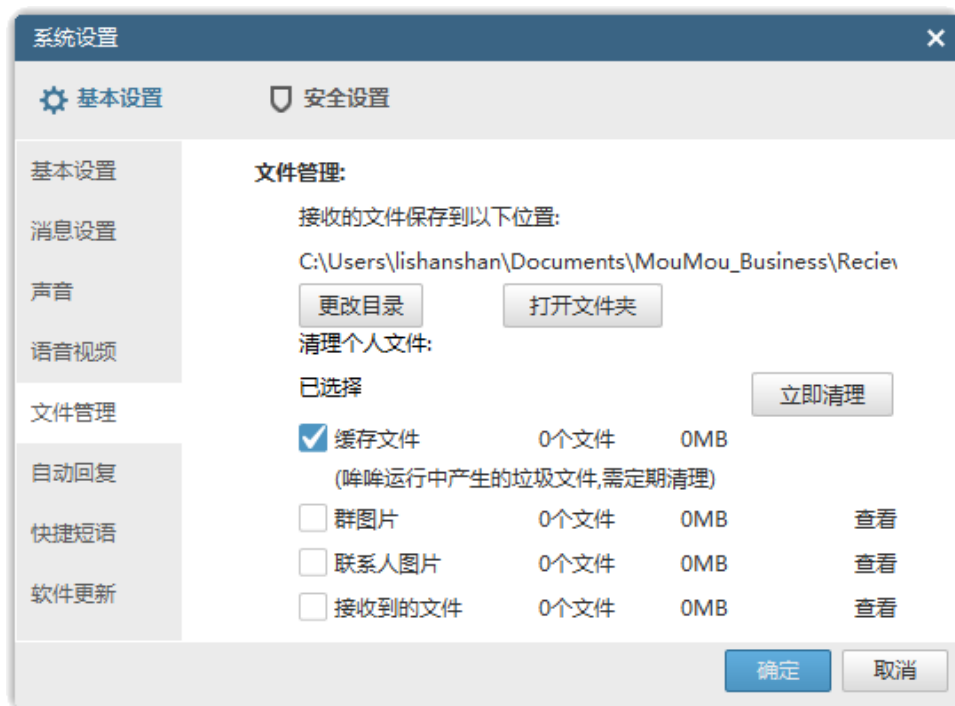 系统设置
基本设置 安全设置
基本设置
消息设置
声音
语音视频
文件管理
自动回复
快捷短语
软件更新
文件管理:
接收的文件保存到以下位置:
C:\Users\lishanshan\Documents\MouMou_Business\Reciev
更改目录 打开文件夹
清理个人文件:
已选择 立即清理
缓存文件 0个文件 0MB
(哞哞运行中产生的垃圾文件,需定期清理)
群图片 0个文件 0MB 查看
联系人图片 0个文件 0MB 查看
接收到的文件 0个文件 0MB 查看
确定 取消